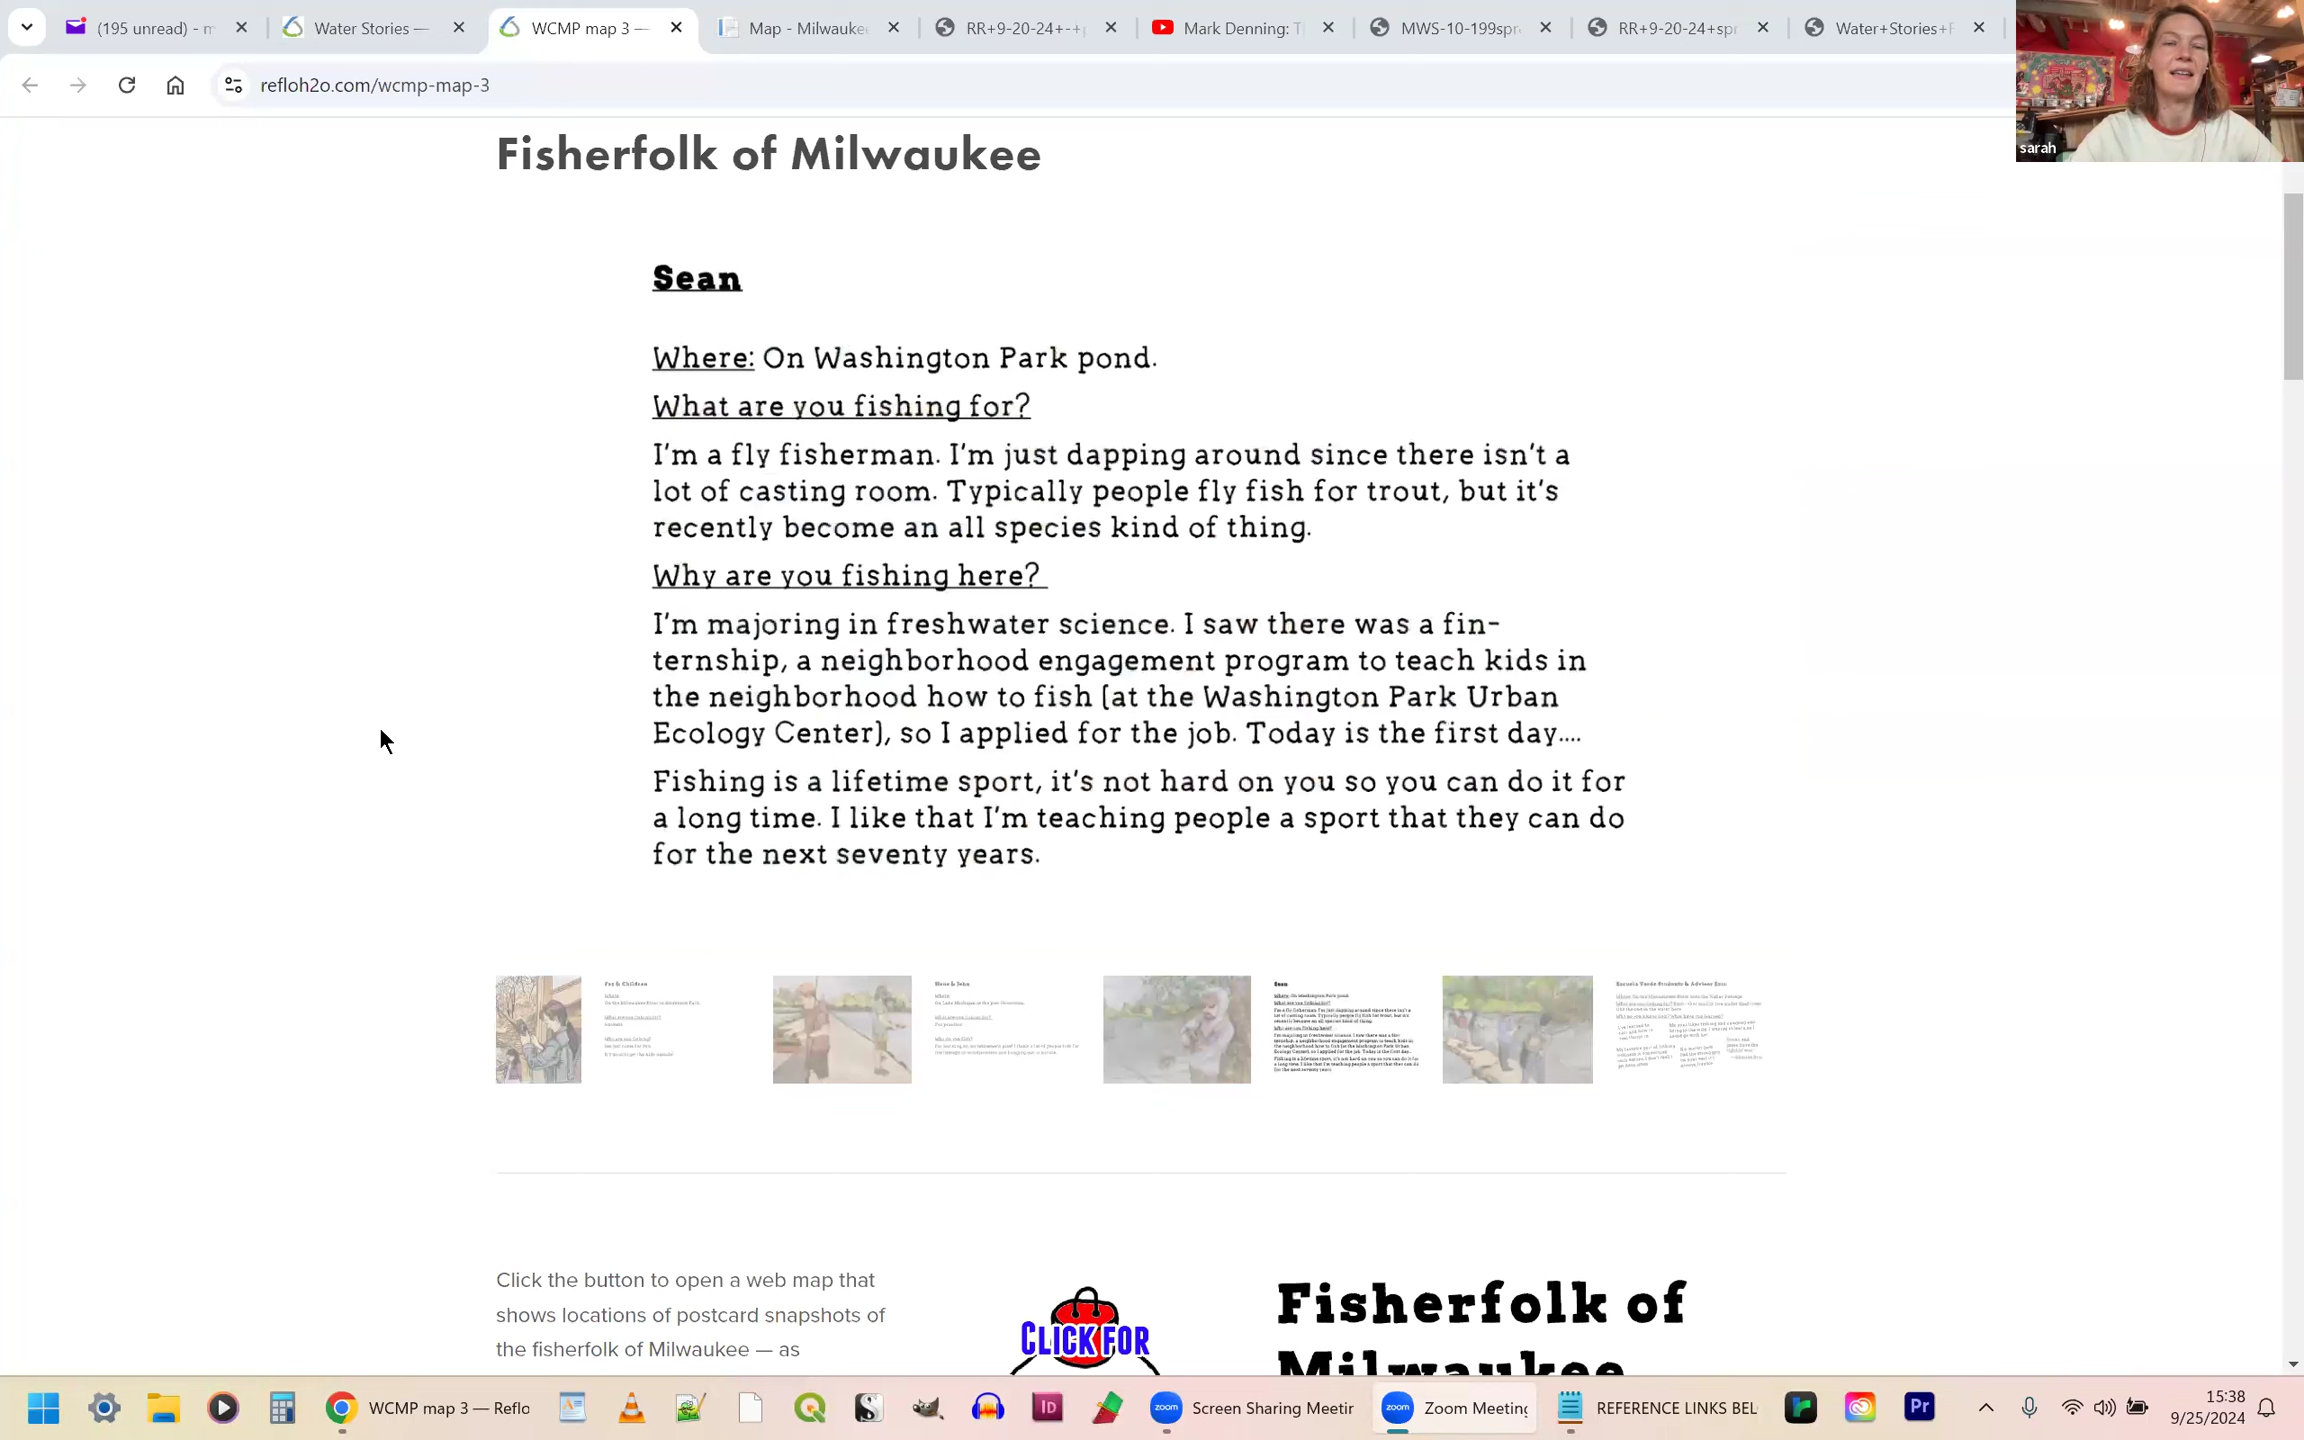 (195 unread) - m
Water Stories —
WCMP map 3 —
Map - Milwauke
RR+9-20-24+-+p
Mark Denning: T
MWS-10-199spr
RR+9-20-24+spr
Water+Stories+F
refloh2o.com/wcmp-map-3
sarah
Fisherfolk of Milwaukee
Sean
Where: On Washington Park pond.
What are you fishing for?
I'm a fly fisherman. I'm just dapping around since there isn't a
lot of casting room. Typically people fly fish for trout, but it's
recently become an all species kind of thing.
Why are you fishing here?
I'm majoring in freshwater science. I saw there was a fin-
ternship, a neighborhood engagement program to teach kids in
the neighborhood how to fish (at the Washington Park Urban
Ecology Center), so I applied for the job. Today is the first day....
Fishing is a lifetime sport, it's not hard on you so you can do it for
a long time. I like that I'm teaching people a sport that they can do
for the next seventy years.
Click the button to open a web map that
shows locations of postcard snapshots of
the fisherfolk of Milwaukee — as
CLICK FOR
Fisherfolk of
Milwaukee
WCMP map 3 — Reflo
Id
zoom
Screen Sharing Meetin
zoom
Zoom Meeting
REFERENCE LINKS BEL
Pr
15:38
9/25/2024